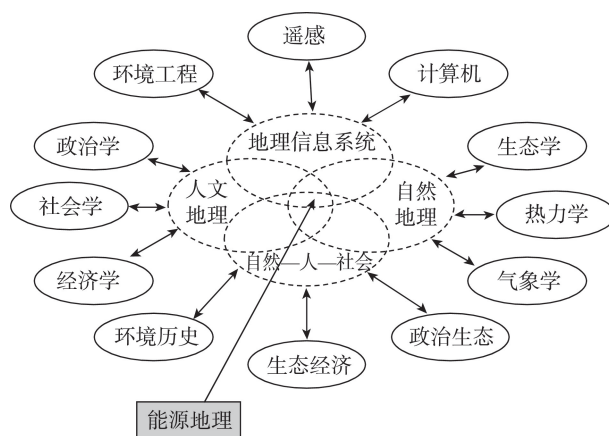 遥感
环境工程
计算机
地理信息系统
政治学
生态学
人文
地理
自然
地理
社会学
热力学
自然—人—社会
经济学
气象学
环境历史
政治生态
生态经济
能源地理